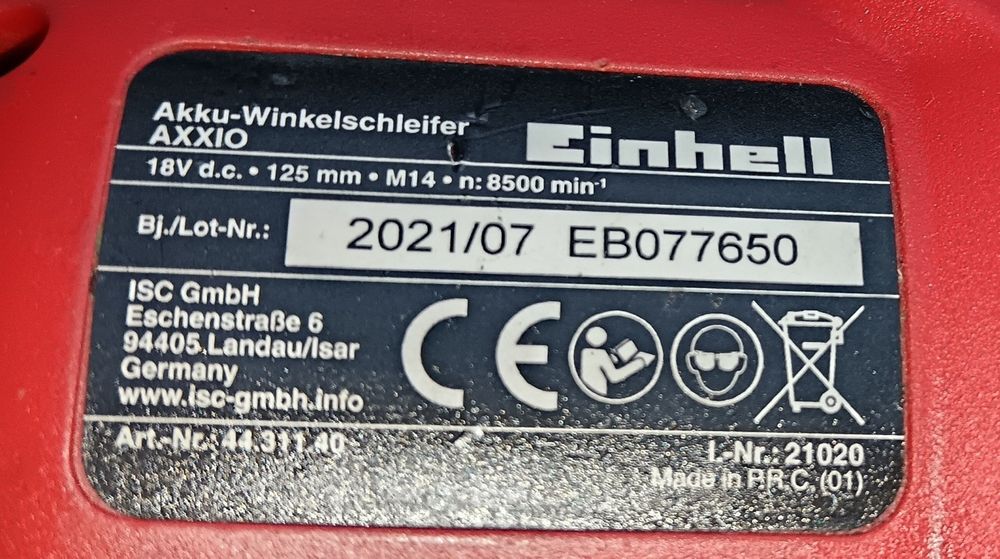 Akku-Winkelschleifer
AXXIO
Einhell
18V d.c. • 125 mm • M14 • n: 8500 min⁻¹
Bj./Lot-Nr.: 2021/07 EB077650
ISC GmbH
Eschenstraße 6
94405 Landau/Isar
Germany
www.isc-gmbh.info
CE
Art.-Nr.: 44.311.40
I.-Nr.: 21020
Made in P.R.C. (01)